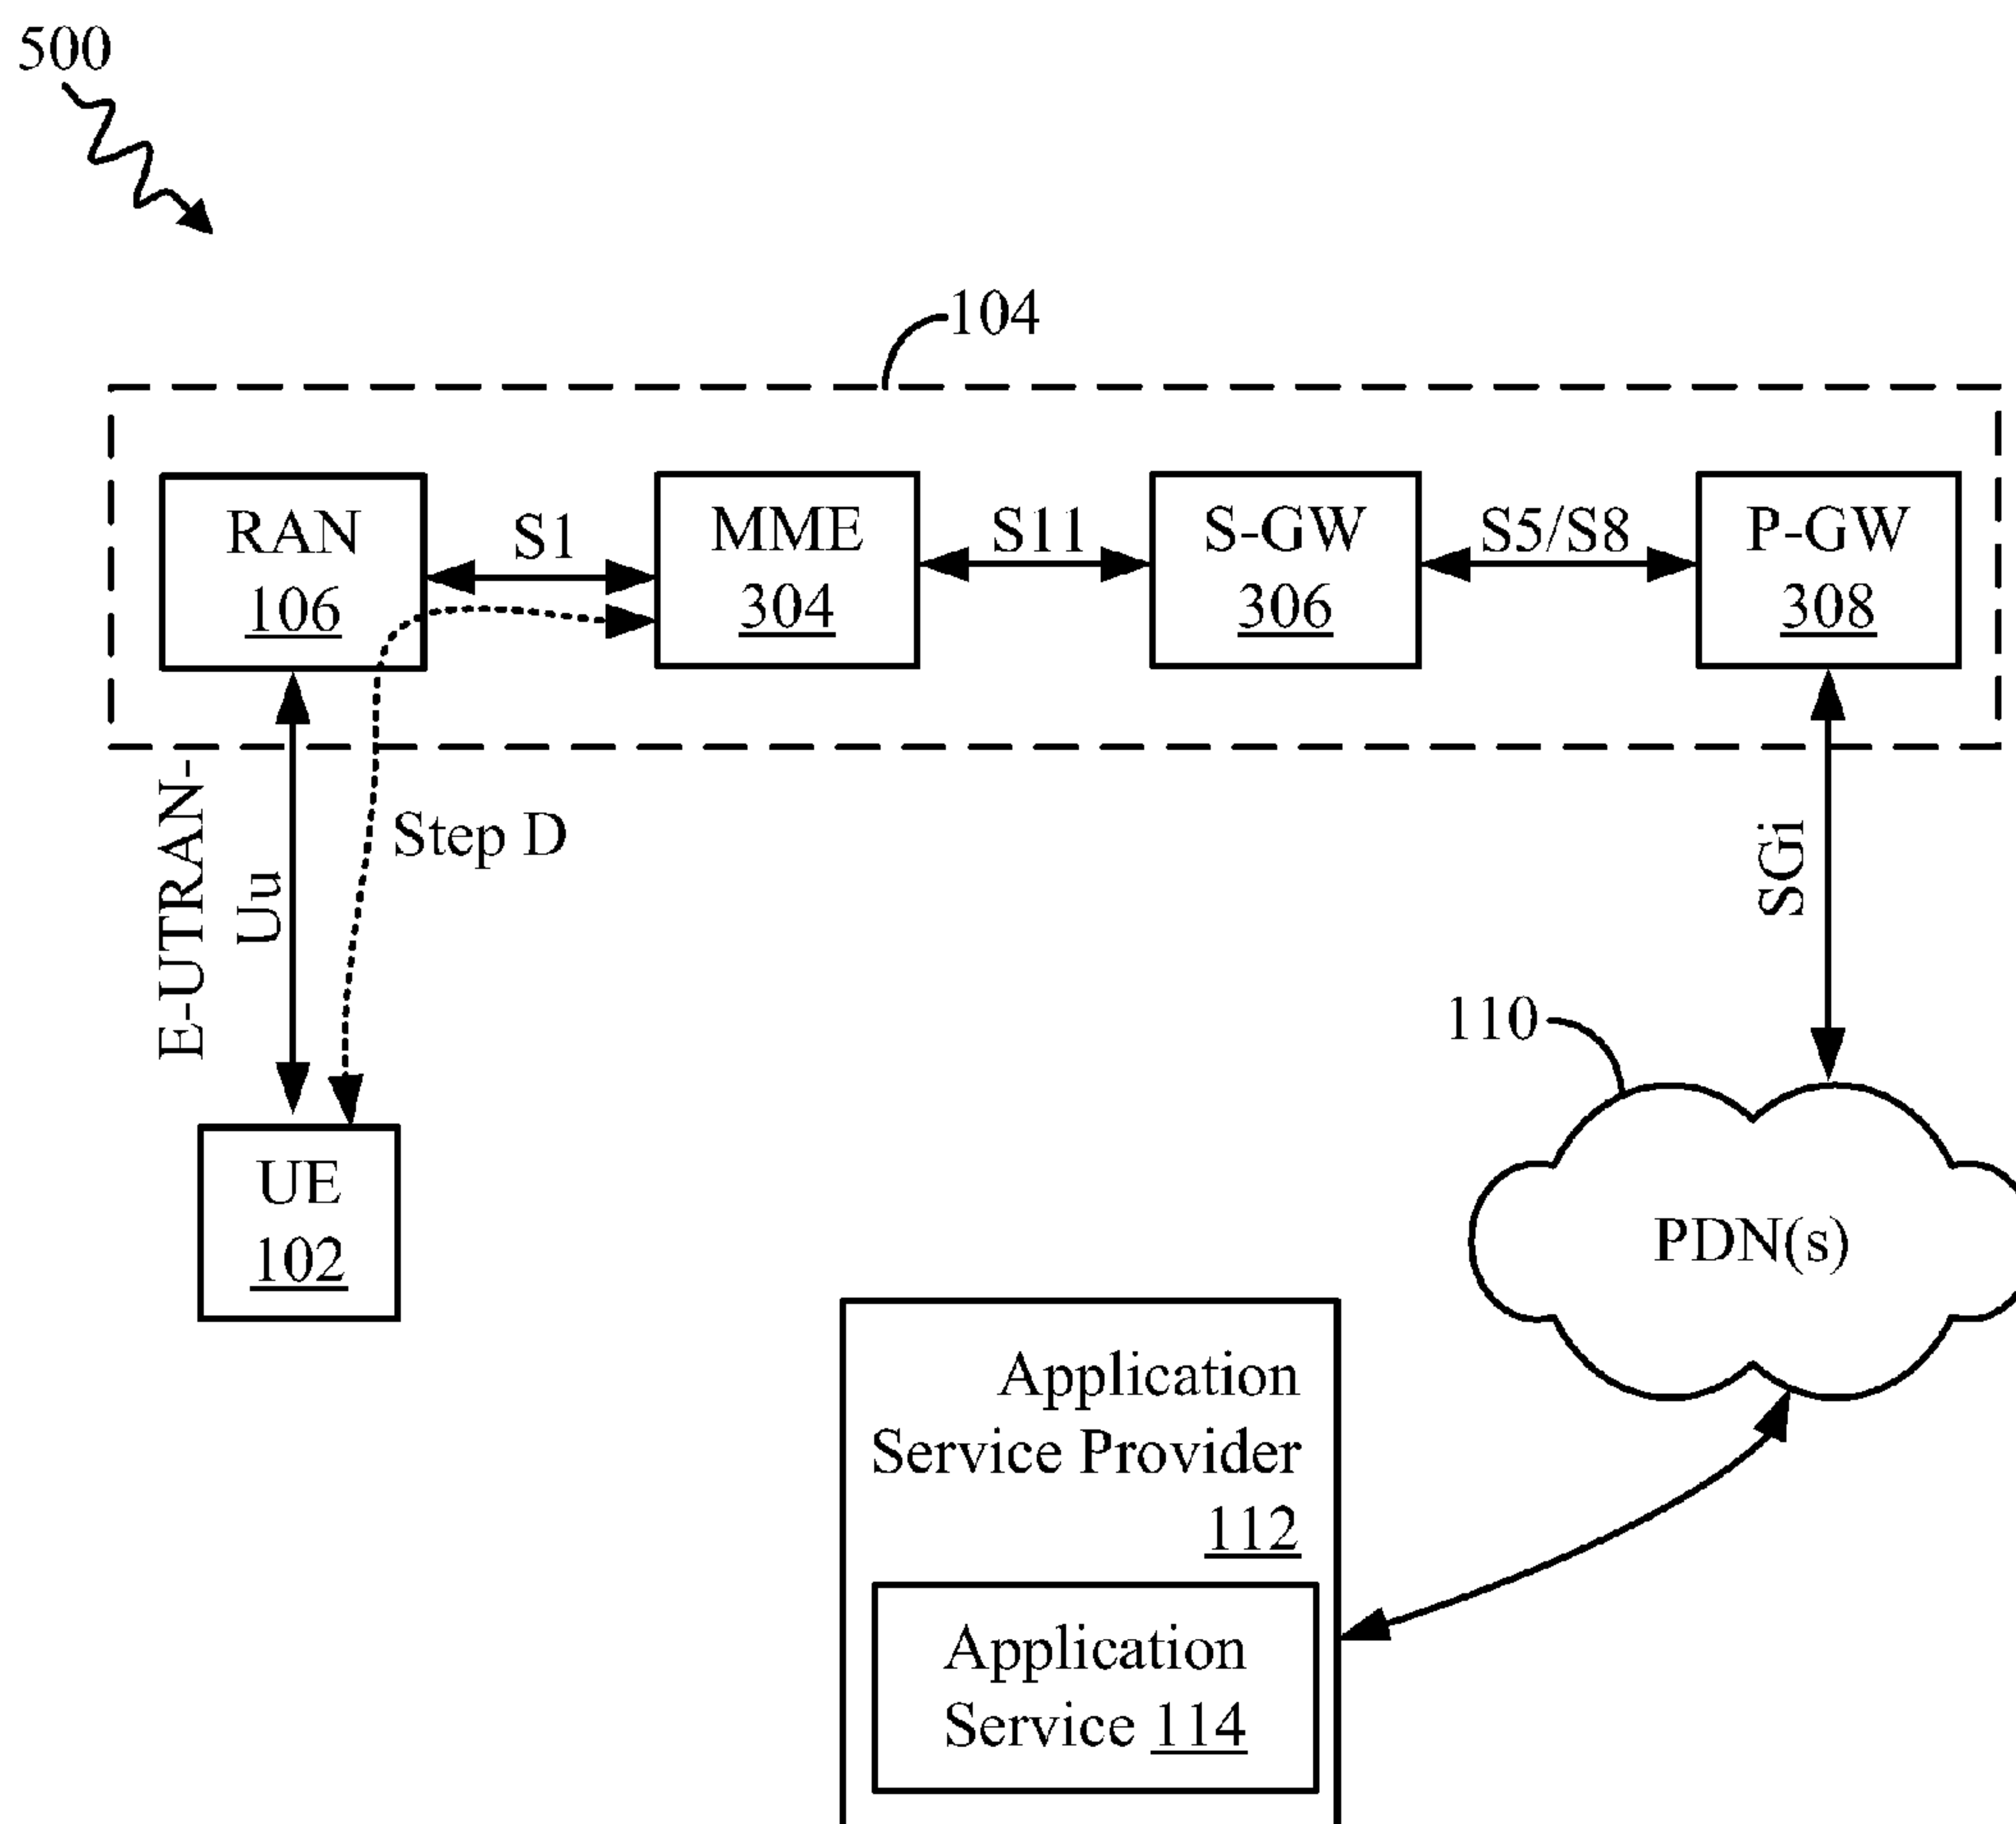 500
104
RAN
106
S1
MME
304
S11
S-GW
306
S5/S8
P-GW
308
E-UTRAN-
Uu
Step D
SGi
110
UE
102
PDN(s)
Application
Service Provider
112
Application
Service 114